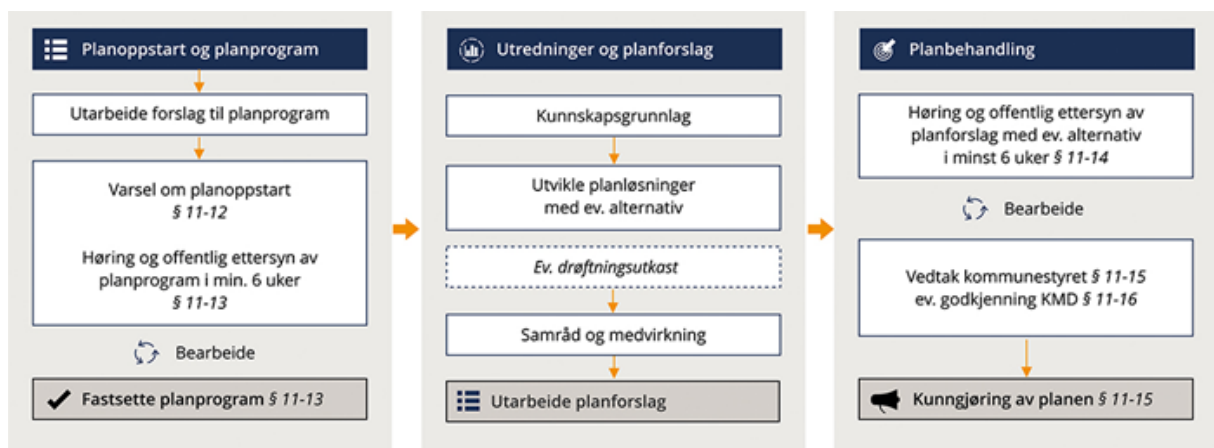 Planoppstart og planprogram
Utarbeide forslag til planprogram
Varsel om planoppstart
§ 11-12
Høring og offentlig ettersyn av
planprogram i min. 6 uker
§ 11-13
Bearbeide
Fastsette planprogram § 11-13
Utredninger og planforslag
Kunnskapsgrunnlag
Utvikle planløsninger
med ev. alternativ
Ev. drøftningsutkast
Samråd og medvirkning
Utarbeide planforslag
Planbehandling
Høring og offentlig ettersyn av
planforslag med ev. alternativ
i minst 6 uker § 11-14
Bearbeide
Vedtak kommunestyret § 11-15
ev. godkjenning KMD § 11-16
Kunngjøring av planen § 11-15